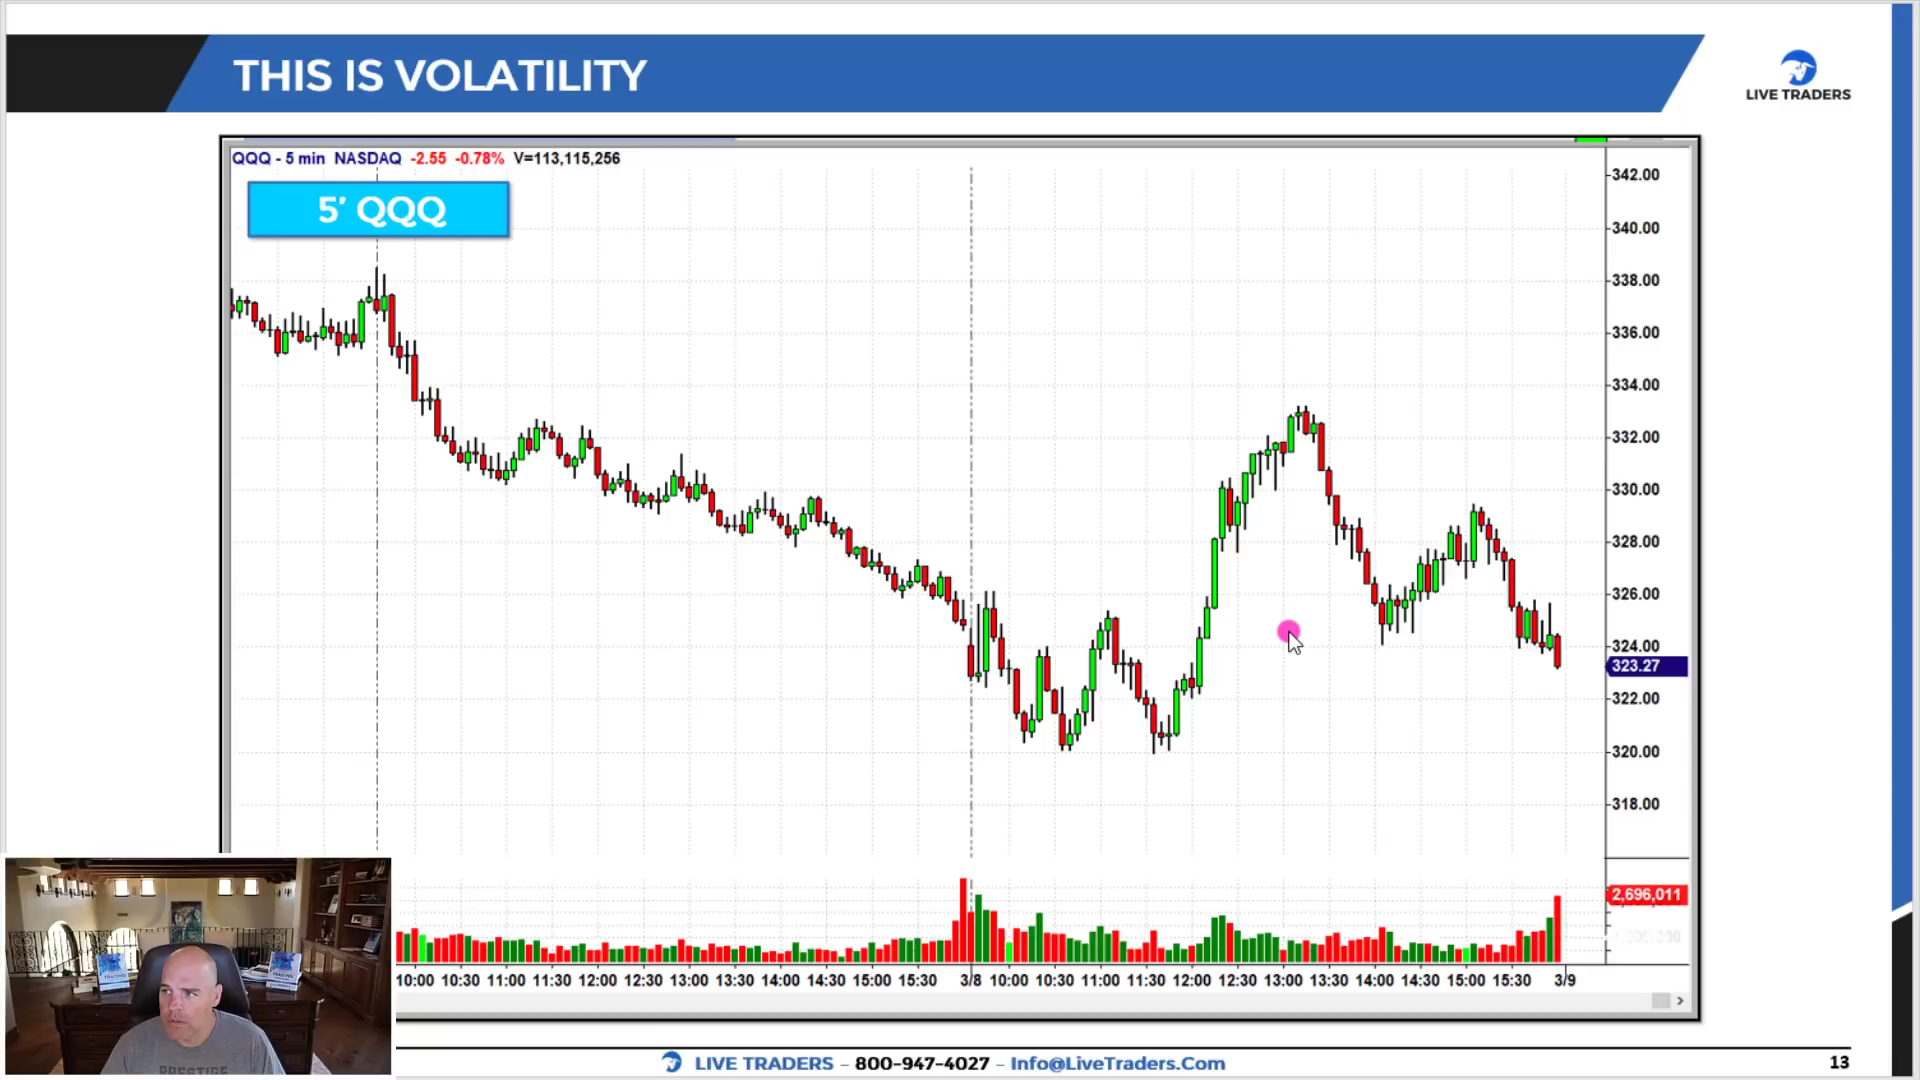 THIS IS VOLATILITY
LIVE TRADERS
QQQ - 5 min NASDAQ -2.55 -0.78% V=113,115,256
5' QQQ
342.00
340.00
338.00
336.00
334.00
332.00
330.00
328.00
326.00
324.00
323.27
322.00
320.00
318.00
2,696,011
10:00 10:30 11:00 11:30 12:00 12:30 13:00 13:30 14:00 14:30 15:00 15:30 3/8 10:00 10:30 11:00 11:30 12:00 12:30 13:00 13:30 14:00 14:30 15:00 15:30 3/9
PRESTIGE
LIVE TRADERS – 800-947-4027 – Info@LiveTraders.Com
13